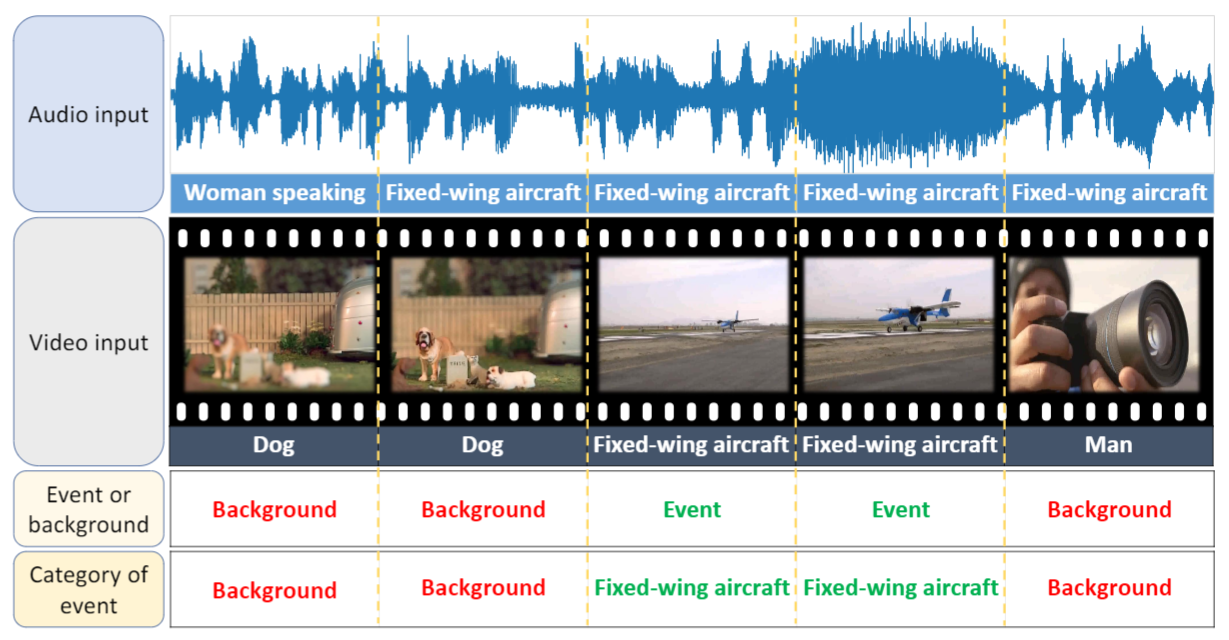 Audio input
Woman speaking Fixed-wing aircraft Fixed-wing aircraft Fixed-wing aircraft Fixed-wing aircraft
Video input
Dog Dog Fixed-wing aircraft Fixed-wing aircraft Man
Event or
background
Background Background Event Event Background
Category of
event
Background Background Fixed-wing aircraft Fixed-wing aircraft Background